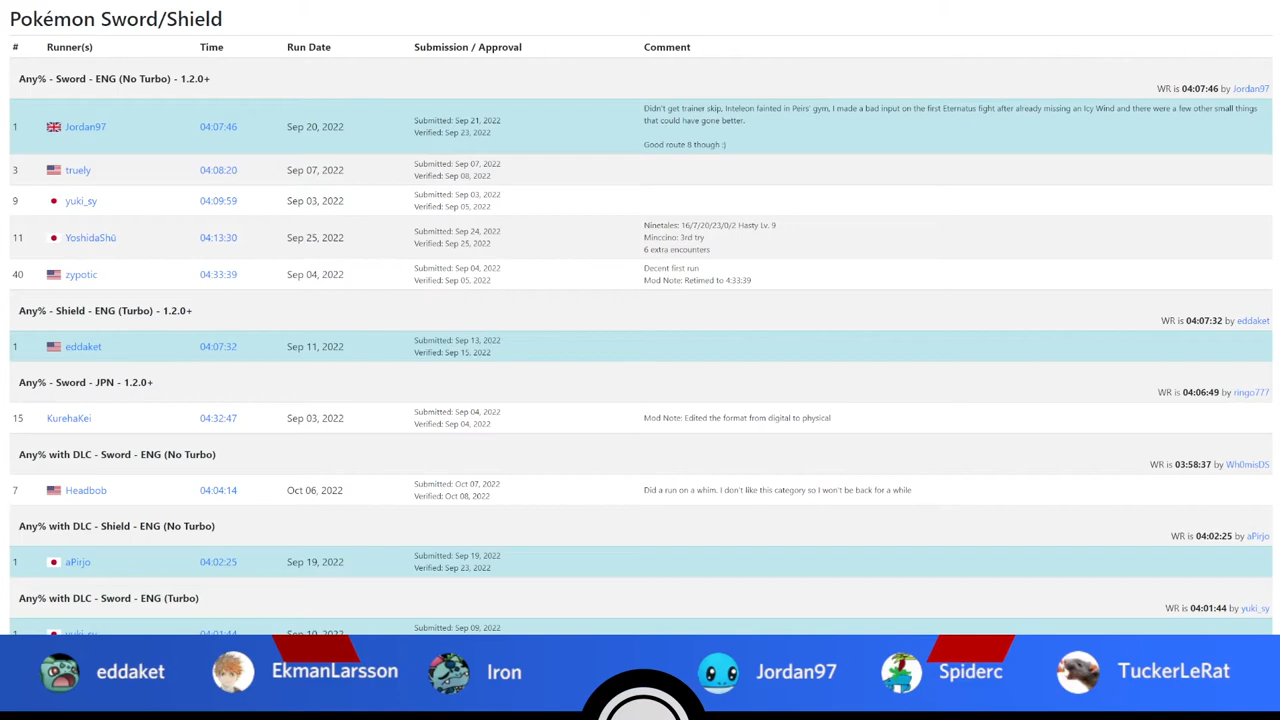 Pokémon Sword/Shield
# Runner(s) Time Run Date Submission / Approval Comment
Any% - Sword - ENG (No Turbo) - 1.2.0+
WR is 04:07:46 by Jordan97
1 Jordan97 04:07:46 Sep 20, 2022 Submitted: Sep 21, 2022 Verified: Sep 23, 2022
Didn't get trainer skip, Inteleon fainted in Peirs' gym, I made a bad input on the first Eternatus fight after already missing an Icy Wind and there were a few other small things
that could have gone better.
Good route 8 though :)
3 truely 04:08:20 Sep 07, 2022 Submitted: Sep 07, 2022 Verified: Sep 08, 2022
9 yuki_sy 04:09:59 Sep 03, 2022 Submitted: Sep 03, 2022 Verified: Sep 05, 2022
11 YoshidaShū 04:13:30 Sep 25, 2022 Submitted: Sep 24, 2022 Verified: Sep 25, 2022
Ninetales: 16/7/20/23/0/2 Hasty Lv. 9
Minccino: 3rd try
6 extra encounters
40 zypotic 04:33:39 Sep 04, 2022 Submitted: Sep 04, 2022 Verified: Sep 05, 2022
Decent first run
Mod Note: Retimed to 4:33:39
Any% - Shield - ENG (Turbo) - 1.2.0+
WR is 04:07:32 by eddaket
1 eddaket 04:07:32 Sep 11, 2022 Submitted: Sep 13, 2022 Verified: Sep 15, 2022
Any% - Sword - JPN - 1.2.0+
WR is 04:06:49 by ringo777
15 KurehaKei 04:32:47 Sep 03, 2022 Submitted: Sep 04, 2022 Verified: Sep 04, 2022
Mod Note: Edited the format from digital to physical
Any% with DLC - Sword - ENG (No Turbo)
WR is 03:58:37 by Wh0misDS
7 Headbob 04:04:14 Oct 06, 2022 Submitted: Oct 07, 2022 Verified: Oct 08, 2022
Did a run on a whim. I don't like this category so I won't be back for a while
Any% with DLC - Shield - ENG (No Turbo)
WR is 04:02:25 by aPirjo
1 aPirjo 04:02:25 Sep 19, 2022 Submitted: Sep 19, 2022 Verified: Sep 23, 2022
Any% with DLC - Sword - ENG (Turbo)
WR is 04:01:44 by yuki_sy
1 yuki_sy 04:01:44 Sep 10, 2022 Submitted: Sep 09, 2022
eddaket EkmanLarsson Iron Jordan97 Spiderc TuckerLeRat